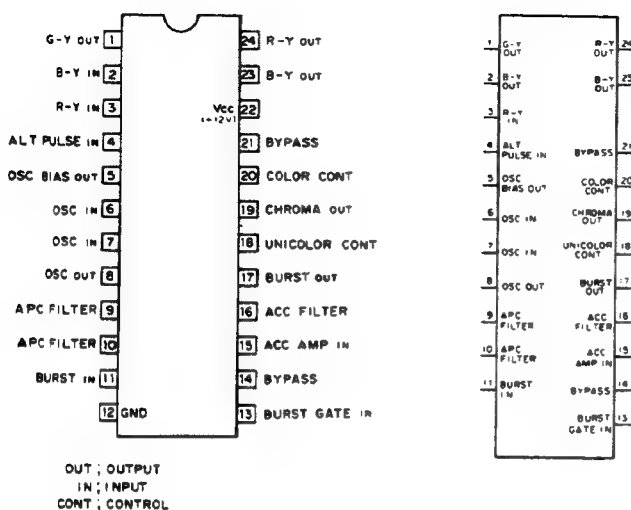 G-Y OUT 1
B-Y IN 2
R-Y IN 3
ALT PULSE IN 4
OSC BIAS OUT 5
OSC IN 6
OSC IN 7
OSC OUT 8
APC FILTER 9
APC FILTER 10
BURST IN 11
12 GND
24 R-Y OUT
23 B-Y OUT
Vcc 22
(+12V)
21 BYPASS
20 COLOR CONT
19 CHROMA OUT
18 UNICOLOR CONT
17 BURST OUT
16 ACC FILTER
15 ACC AMP IN
14 BYPASS
13 BURST GATE IN
OUT ; OUTPUT
IN ; INPUT
CONT ; CONTROL
1 G-Y
OUT
2 B-Y
OUT
3 R-Y
IN
4 ALT
PULSE IN
5 OSC
BIAS OUT
6 OSC IN
7 OSC IN
8 OSC OUT
9 APC
FILTER
10 APC
FILTER
11 BURST
IN
R-Y 24
OUT
B-Y 23
OUT
BYPASS 21
COLOR 20
CONT
CHROMA 19
OUT
UNICOLOR 18
CONT
BURST 17
OUT
ACC 16
FILTER
ACC 15
AMP IN
BYPASS 14
BURST 13
GATE IN